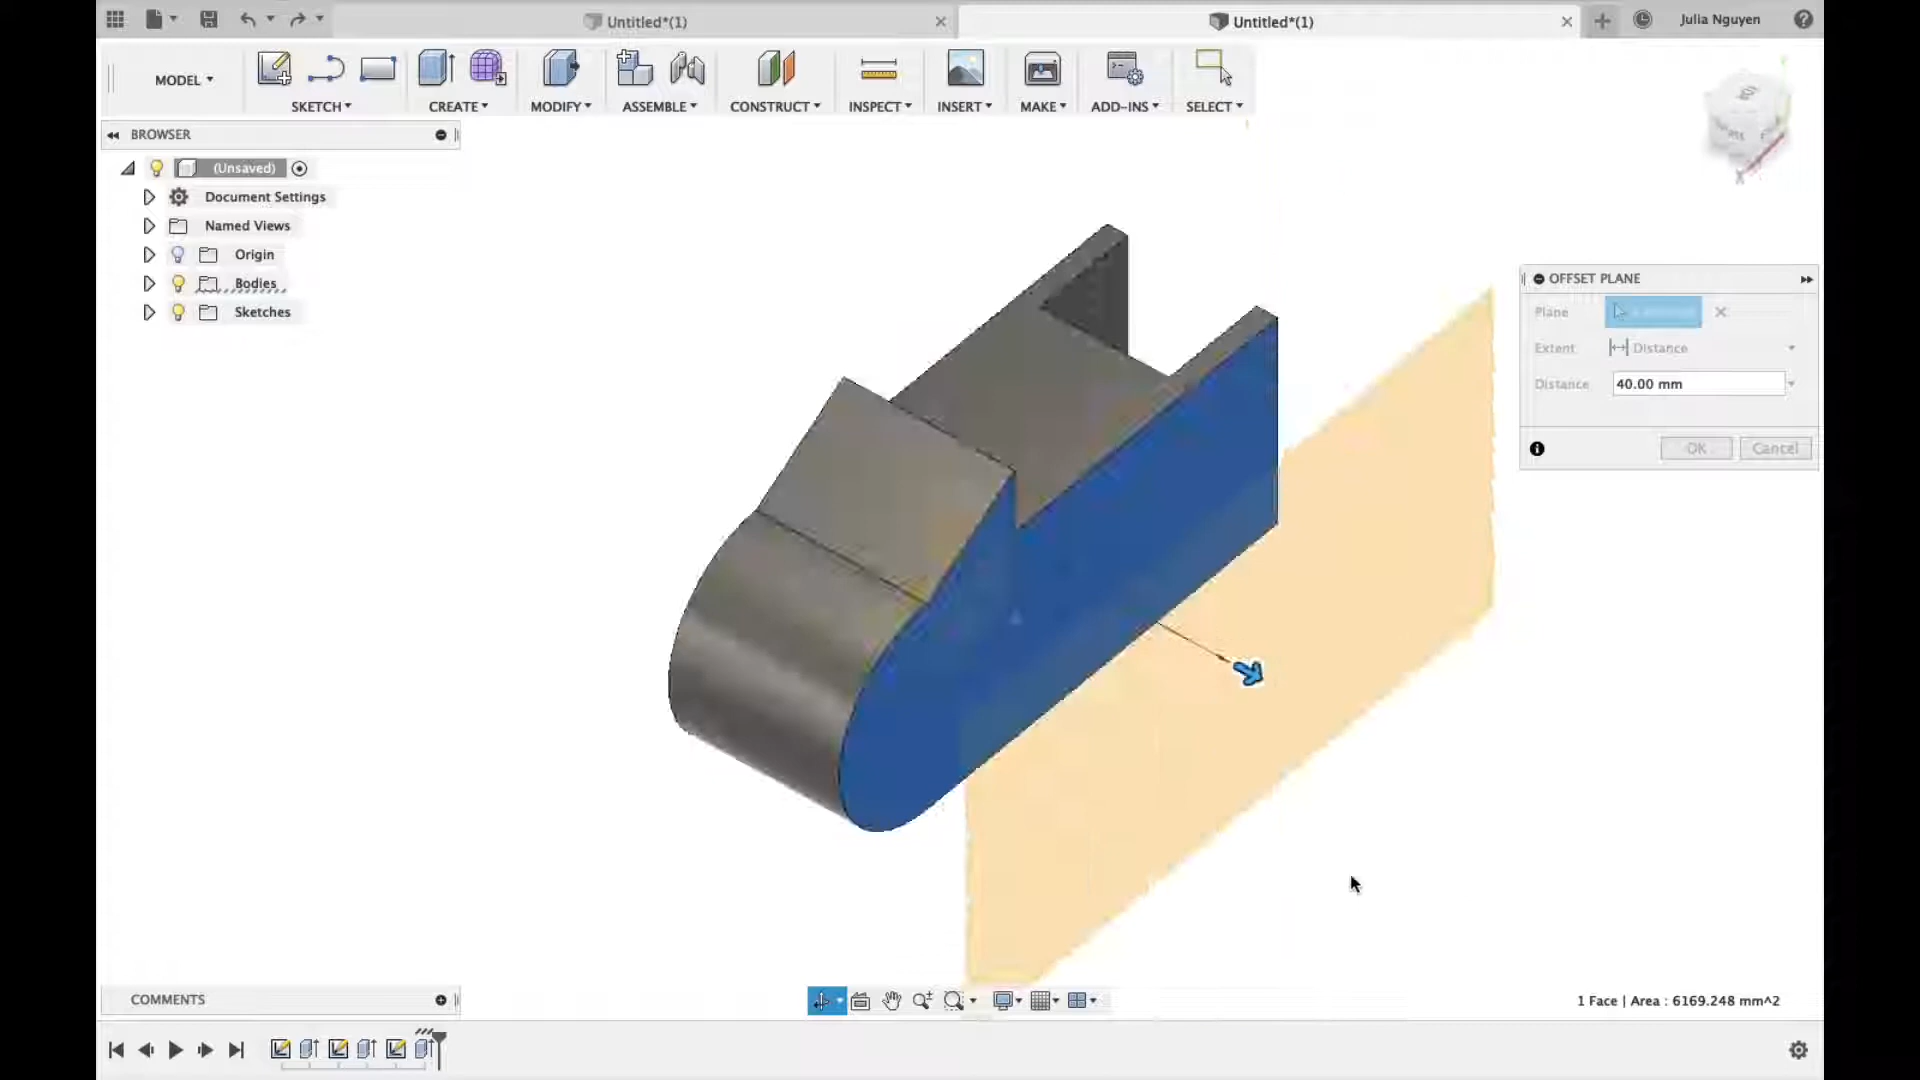 Untitled*(1)
Untitled*(1)
Julia Nguyen
MODEL
SKETCH
CREATE
MODIFY
ASSEMBLE
CONSTRUCT
INSPECT
INSERT
MAKE
ADD-INS
SELECT
BROWSER
(Unsaved)
Document Settings
Named Views
Origin
Bodies
Sketches
OFFSET PLANE
Plane
Extent
Distance
Distance
40.00 mm
OK
Cancel
COMMENTS
1 Face | Area : 6169.248 mm^2